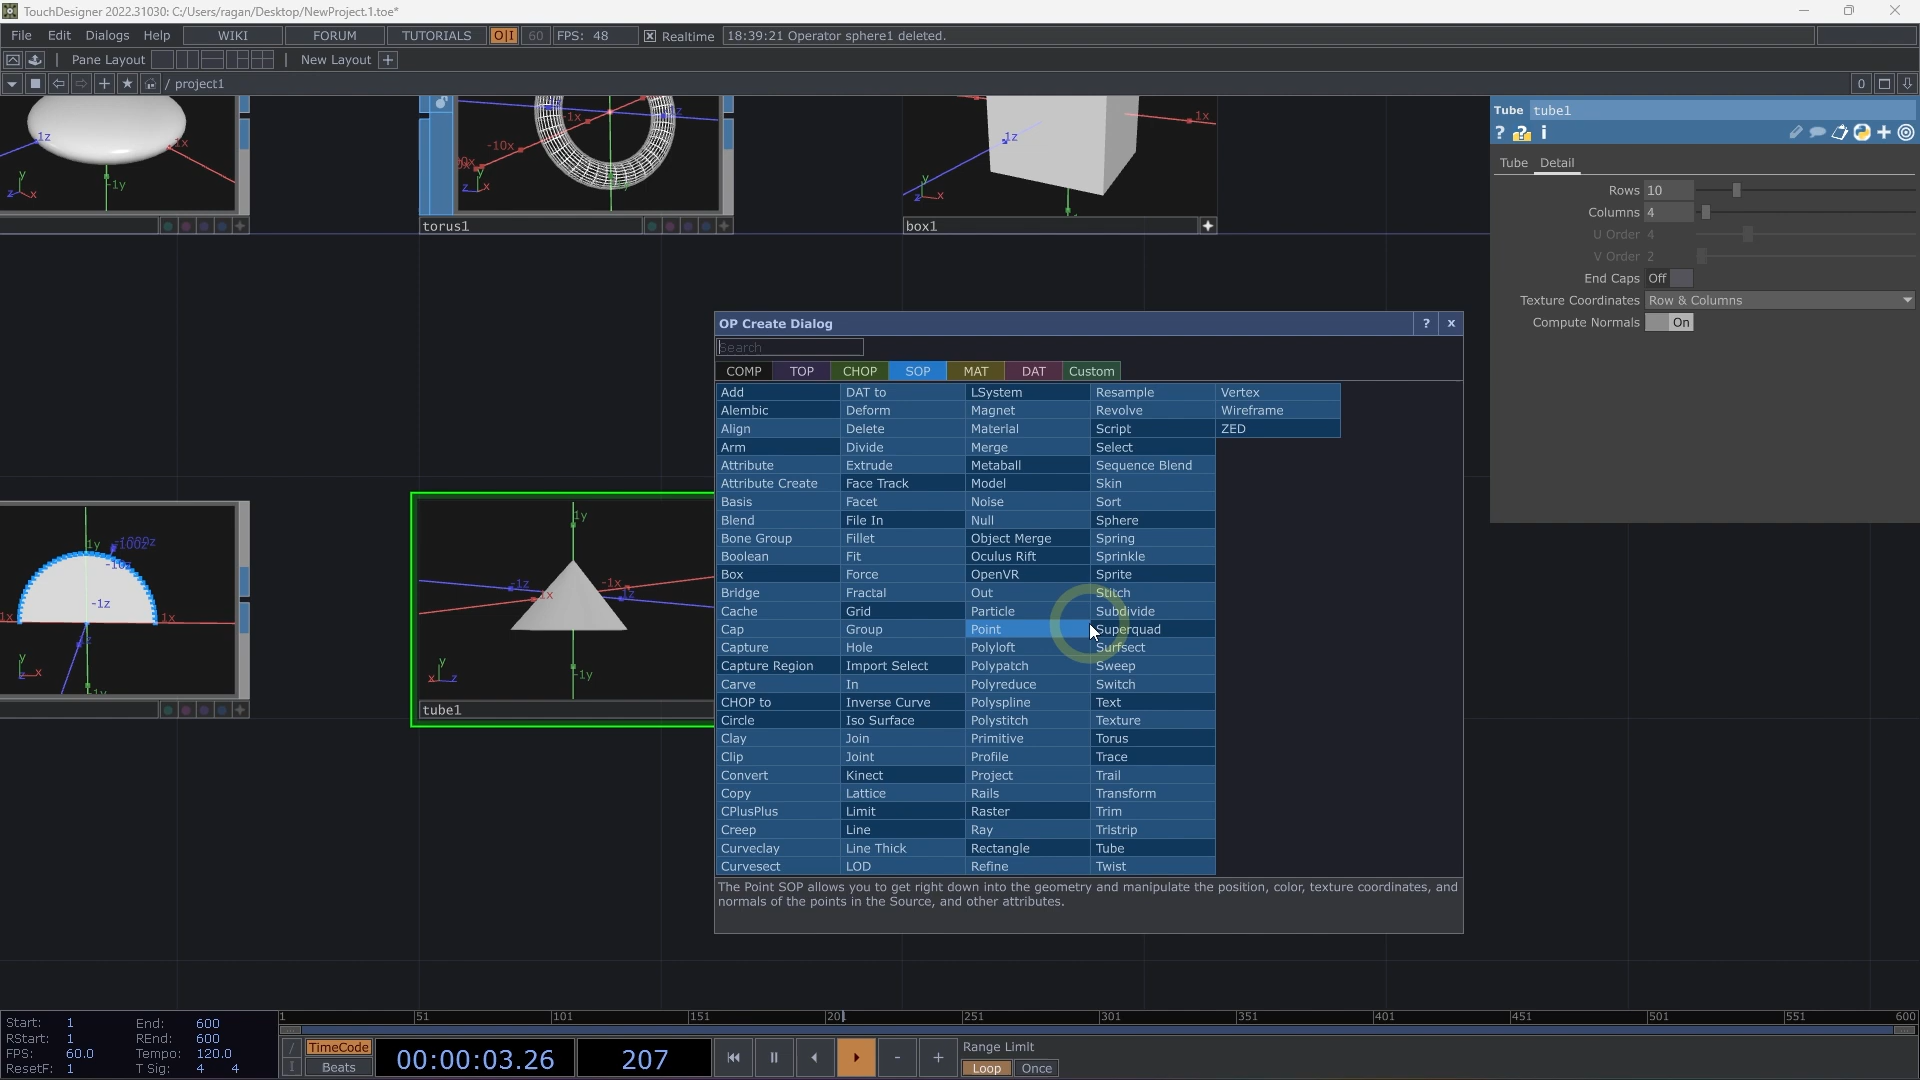 TouchDesigner 2022.31030: C:/Users/ragan/Desktop/NewProject.1.toe*
File Edit Dialogs Help WIKI FORUM TUTORIALS O|I 60 FPS: 48 Realtime 18:39:21 Operator sphere1 deleted.
Pane Layout New Layout +
/ project1 0
torus1
box1
tube1
Tube tube1
Tube Detail
Rows 10
Columns 4
U Order 4
V Order 2
End Caps Off
Texture Coordinates Row & Columns
Compute Normals On
OP Create Dialog ? x
Search
COMP TOP CHOP SOP MAT DAT Custom
Add DAT to LSystem Resample Vertex
Alembic Deform Magnet Revolve Wireframe
Align Delete Material Script ZED
Arm Divide Merge Select
Attribute Extrude Metaball Sequence Blend
Attribute Create Face Track Model Skin
Basis Facet Noise Sort
Blend File In Null Sphere
Bone Group Fillet Object Merge Spring
Boolean Fit Oculus Rift Sprinkle
Box Force OpenVR Sprite
Bridge Fractal Out Stitch
Cache Grid Particle Subdivide
Cap Group Point Superquad
Capture Hole Polyloft Surfsect
Capture Region Import Select Polypatch Sweep
Carve In Polyreduce Switch
CHOP to Inverse Curve Polyspline Text
Circle Iso Surface Polystitch Texture
Clay Join Primitive Torus
Clip Joint Profile Trace
Convert Kinect Project Trail
Copy Lattice Rails Transform
CPlusPlus Limit Raster Trim
Creep Line Ray Tristrip
Curveclay Line Thick Rectangle Tube
Curvesect LOD Refine Twist
The Point SOP allows you to get right down into the geometry and manipulate the position, color, texture coordinates, and
normals of the points in the Source, and other attributes.
1 51 101 151 201 251 301 351 401 451 501 551 600
Start: 1 End: 600
RStart: 1 REnd: 600
FPS: 60.0 Tempo: 120.0
ResetF: 1 T Sig: 4 4
TimeCode
Beats
00:00:03.26 207
Range Limit
Loop Once